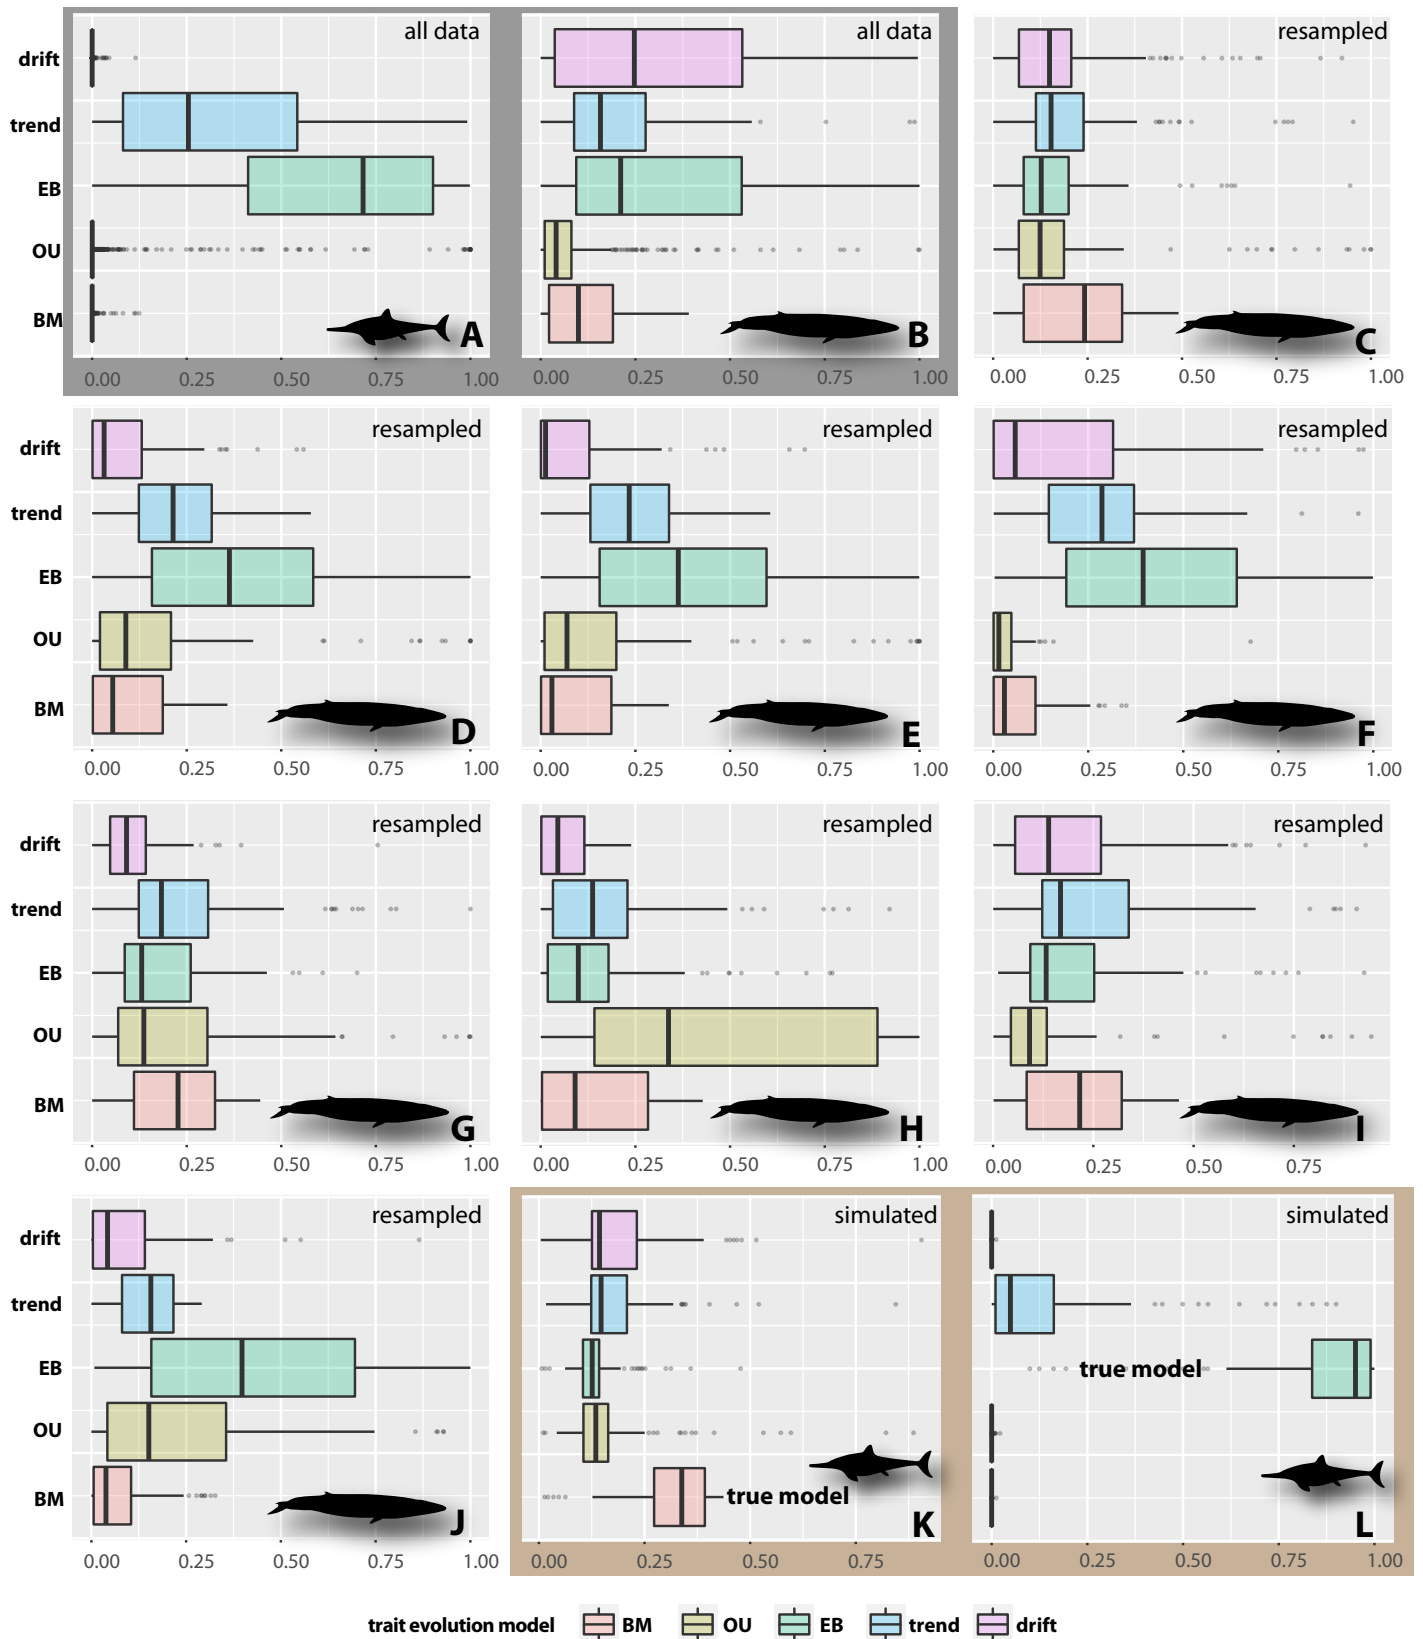 all data
all data
resampled
drift
trend
EB
OU
BM
A
B
C
0.00 0.25 0.50 0.75 1.00
0.00 0.25 0.50 0.75 1.00
0.00 0.25 0.50 0.75 1.00
resampled
resampled
resampled
drift
trend
EB
OU
BM
D
E
F
0.00 0.25 0.50 0.75 1.00
0.00 0.25 0.50 0.75 1.00
0.00 0.25 0.50 0.75 1.00
resampled
resampled
resampled
drift
trend
EB
OU
BM
G
H
I
0.00 0.25 0.50 0.75 1.00
0.00 0.25 0.50 0.75 1.00
0.00 0.25 0.50 0.75
resampled
simulated
simulated
drift
trend
EB
true model
OU
BM
true model
J
K
L
0.00 0.25 0.50 0.75 1.00
0.00 0.25 0.50 0.75
0.00 0.25 0.50 0.75 1.00
trait evolution model BM OU EB trend drift